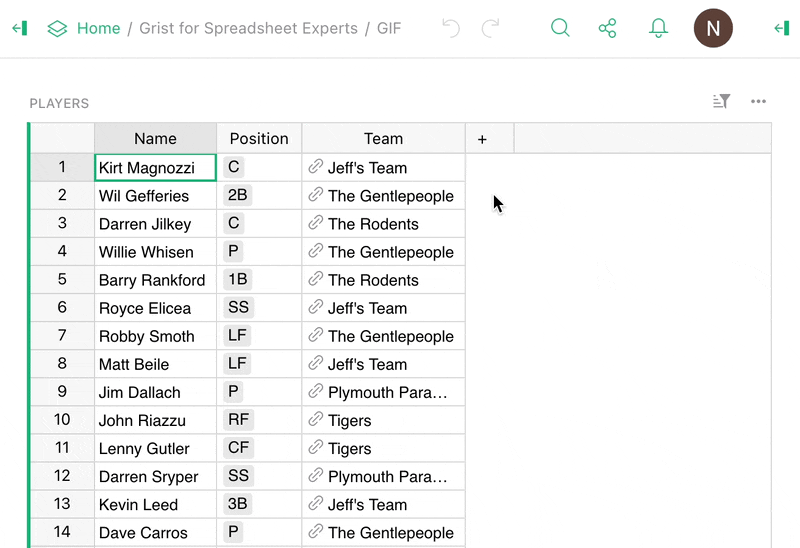 Home / Grist for Spreadsheet Experts / GIF
N
PLAYERS
Name Position Team +
1 Kirt Magnozzi C Jeff's Team
2 Wil Gefferies 2B The Gentlepeople
3 Darren Jilkey C The Rodents
4 Willie Whisen P The Gentlepeople
5 Barry Rankford 1B The Rodents
6 Royce Elicea SS Jeff's Team
7 Robby Smoth LF The Gentlepeople
8 Matt Beile LF Jeff's Team
9 Jim Dallach P Plymouth Para…
10 John Riazzu RF Tigers
11 Lenny Gutler CF Tigers
12 Darren Sryper SS Plymouth Para…
13 Kevin Leed 3B Jeff's Team
14 Dave Carros P The Gentlepeople